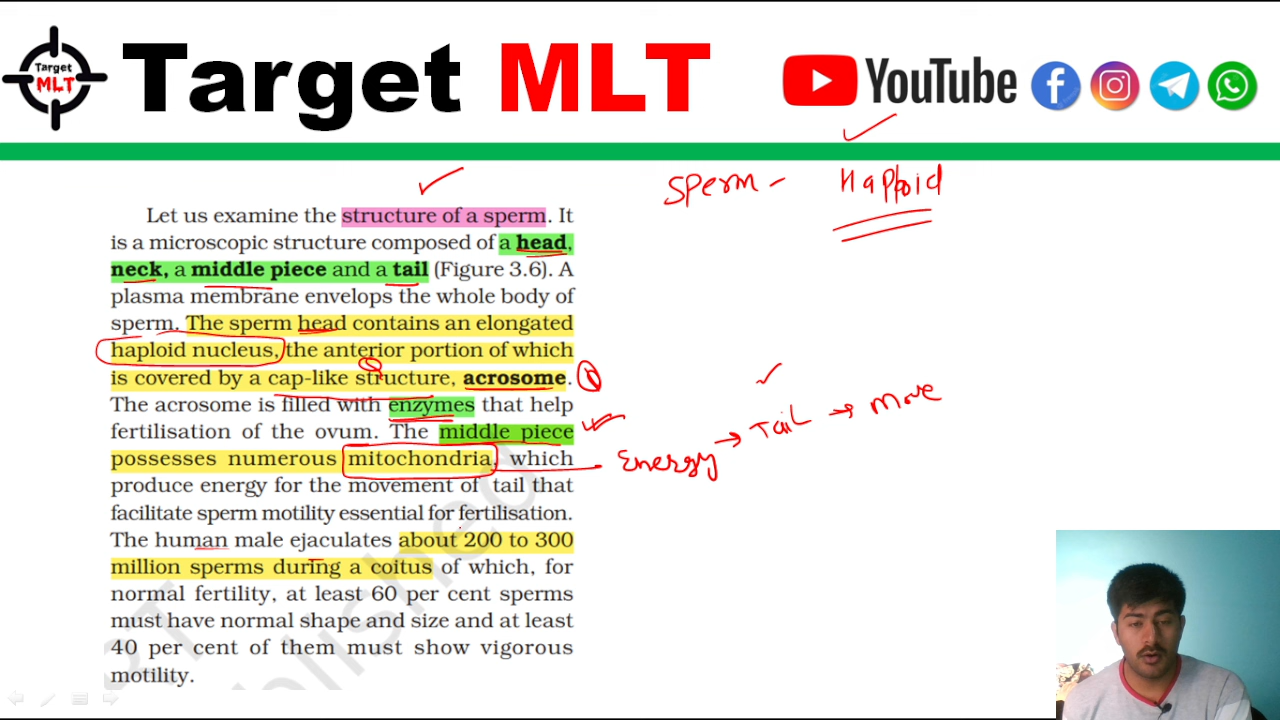 Target MLT
Target
MLT
YouTube
Sperm - Haploid
Let us examine the structure of a sperm. It
is a microscopic structure composed of a head,
neck, a middle piece and a tail (Figure 3.6). A
plasma membrane envelops the whole body of
sperm. The sperm head contains an elongated
haploid nucleus, the anterior portion of which
is covered by a cap-like structure, acrosome.
The acrosome is filled with enzymes that help
fertilisation of the ovum. The middle piece
possesses numerous mitochondria, which
produce energy for the movement of tail that
facilitate sperm motility essential for fertilisation.
The human male ejaculates about 200 to 300
million sperms during a coitus of which, for
normal fertility, at least 60 per cent sperms
must have normal shape and size and at least
40 per cent of them must show vigorous
motility.
Energy → Tail → Move